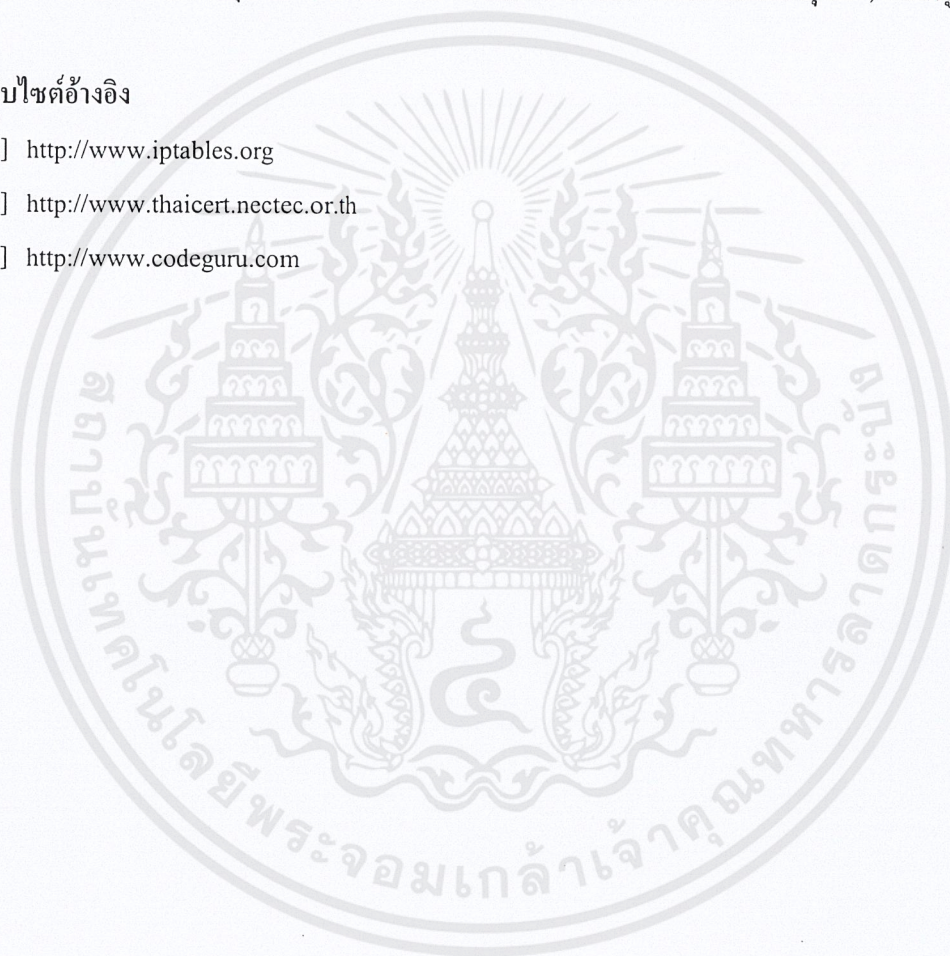 บไซต์อ้างอิง
] http://www.iptables.org
] http://www.thaicert.nectec.or.th
] http://www.codeguru.com
สถาบันเทคโนโลยีพระจอมเกล้าเจ้าคุณทหารลาดกระบัง
๔